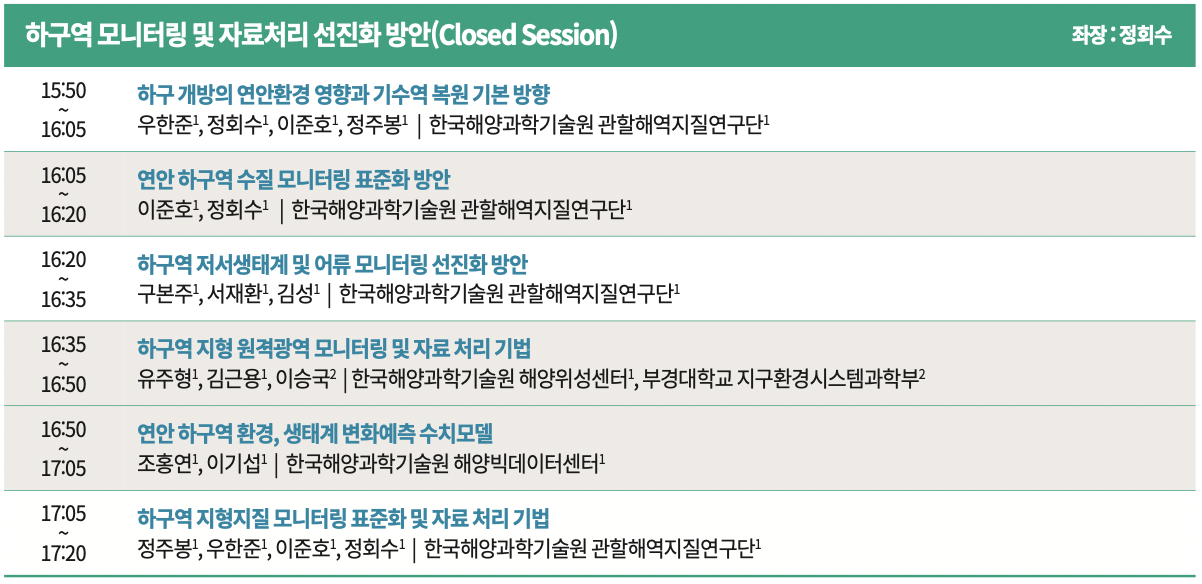 하구역 모니터링 및 자료처리 선진화 방안(Closed Session)
좌장 : 정회수
15:50
~
16:05
하구 개방의 연안환경 영향과 기수역 복원 기본 방향
우한준¹, 정회수¹, 이준호¹, 정주봉¹ | 한국해양과학기술원 관할해역지질연구단¹
16:05
~
16:20
연안 하구역 수질 모니터링 표준화 방안
이준호¹, 정회수¹ | 한국해양과학기술원 관할해역지질연구단¹
16:20
~
16:35
하구역 저서생태계 및 어류 모니터링 선진화 방안
구본주¹, 서재환¹, 김성¹ | 한국해양과학기술원 관할해역지질연구단¹
16:35
~
16:50
하구역 지형 원격광역 모니터링 및 자료 처리 기법
유주형¹, 김근용¹, 이승국² | 한국해양과학기술원 해양위성센터¹, 부경대학교 지구환경시스템과학부²
16:50
~
17:05
연안 하구역 환경, 생태계 변화예측 수치모델
조홍연¹, 이기섭¹ | 한국해양과학기술원 해양빅데이터센터¹
17:05
~
17:20
하구역 지형지질 모니터링 표준화 및 자료 처리 기법
정주봉¹, 우한준¹, 이준호¹, 정회수¹ | 한국해양과학기술원 관할해역지질연구단¹